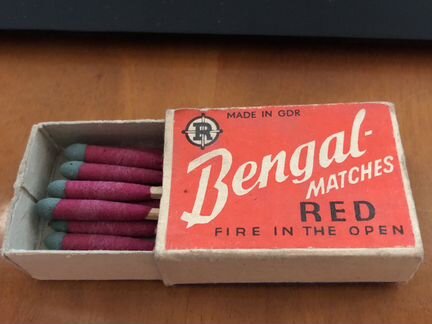 MADE IN GDR
R
Bengal-
MATCHES
RED
FIRE IN THE OPEN